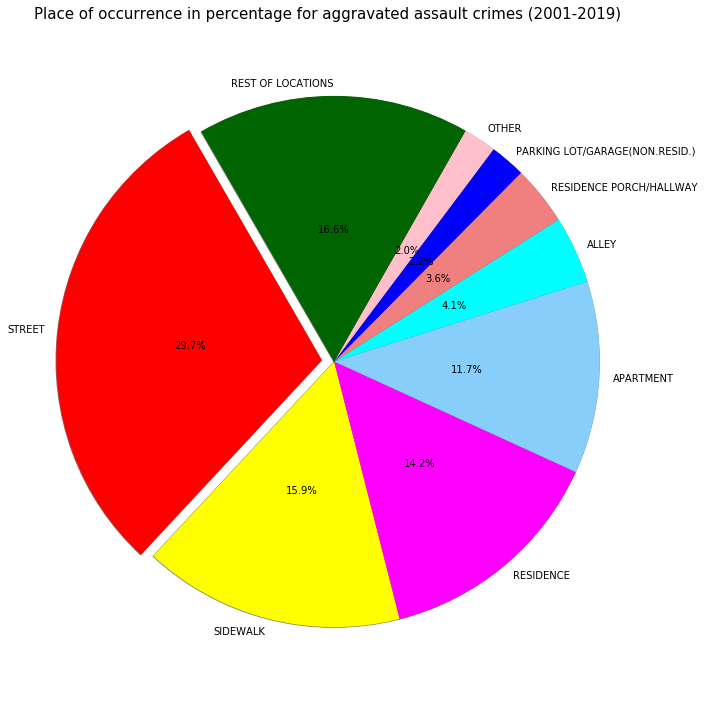 Place of occurrence in percentage for aggravated assault crimes (2001-2019)
REST OF LOCATIONS
OTHER
PARKING LOT/GARAGE(NON.RESID.)
RESIDENCE PORCH/HALLWAY
ALLEY
STREET
APARTMENT
RESIDENCE
SIDEWALK
16.6%
2.0%
2.2%
3.6%
4.1%
29.7%
11.7%
14.2%
15.9%